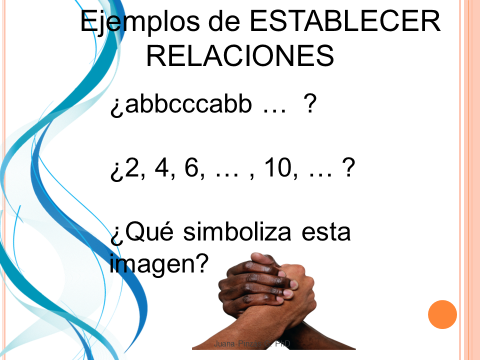 Ejemplos de ESTABLECER
RELACIONES
¿abbcccabb … ?
¿2, 4, 6, … , 10, … ?
¿Qué simboliza esta
imagen?